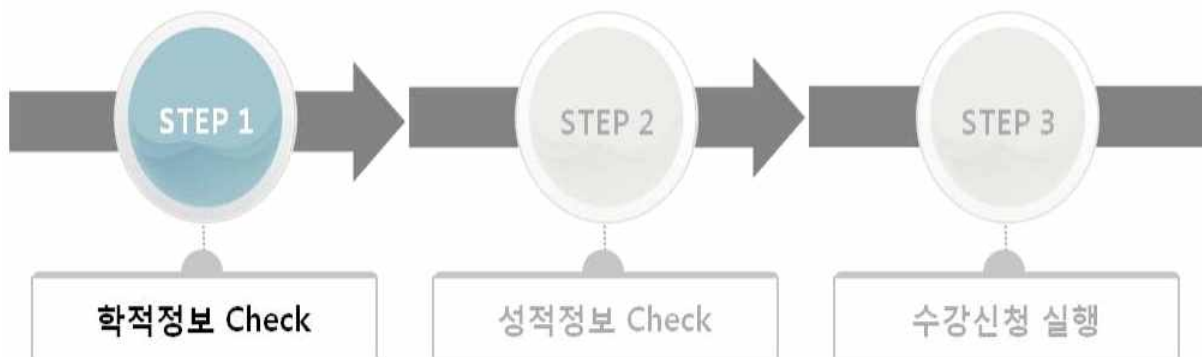 STEP 1
STEP 2
STEP 3
학적정보 Check
성적정보 Check
수강신청 실행